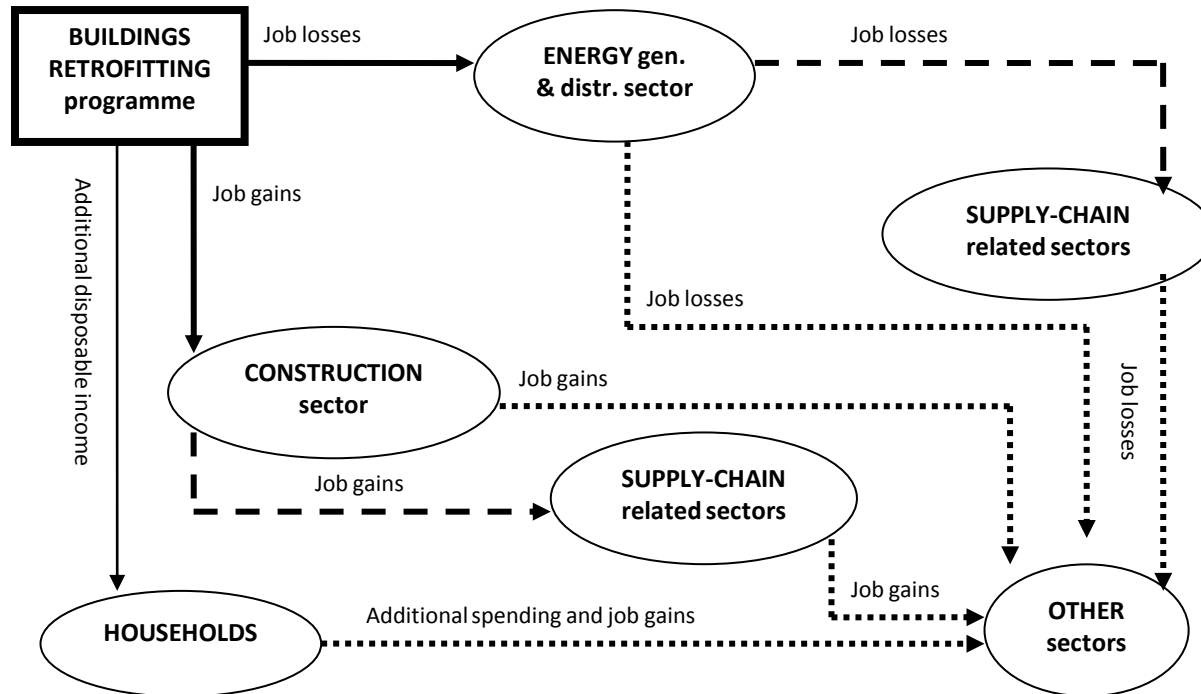 BUILDINGS
RETROFITTING
programme
Job losses
ENERGY gen.
& distr. sector
Job losses
SUPPLY-CHAIN
related sectors
Additional disposable income
Job gains
Job losses
Job losses
CONSTRUCTION
sector
Job gains
Job gains
SUPPLY-CHAIN
related sectors
Job gains
HOUSEHOLDS
Additional spending and job gains
OTHER
sectors